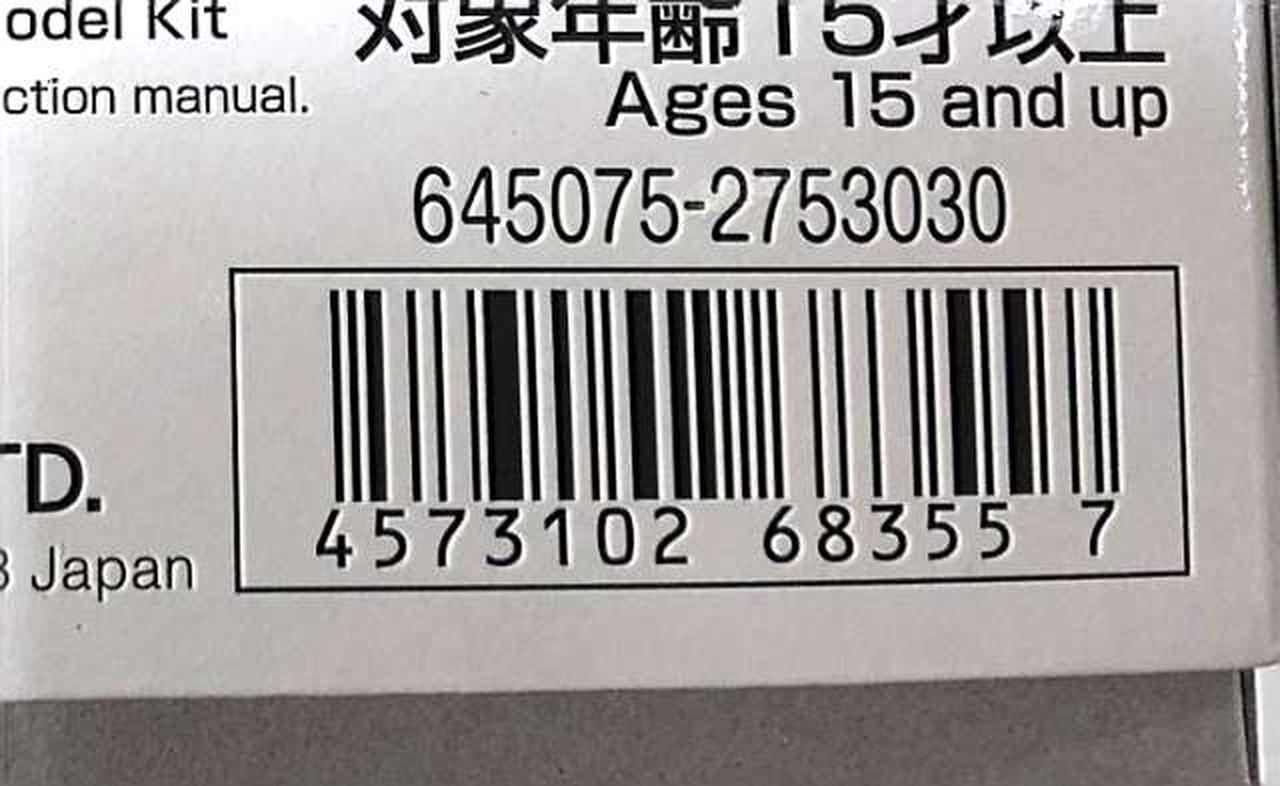 odel Kit
対象年齢15才以上
ction manual.
Ages 15 and up
645075-2753030
4573102 68355 7
TD.
3 Japan